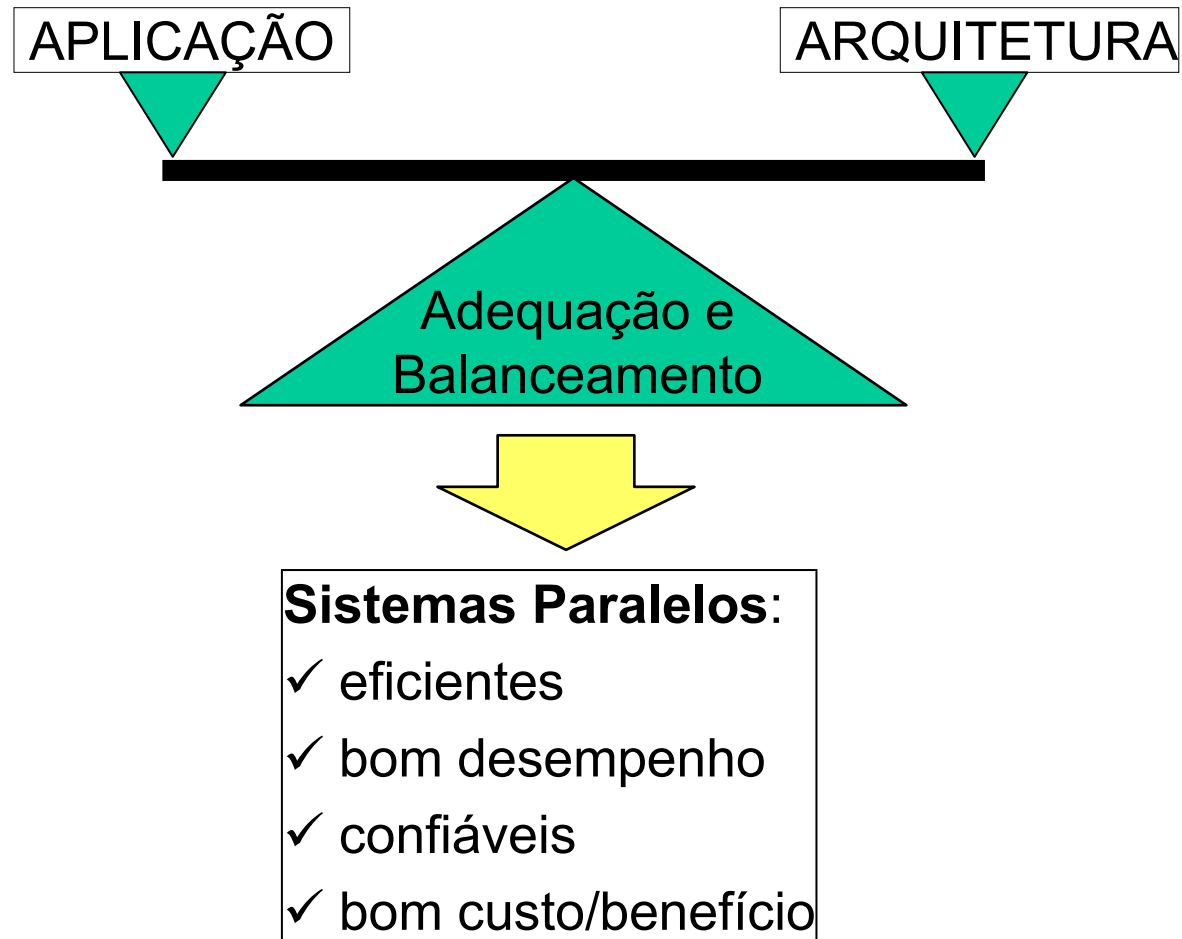 APLICAÇÃO
ARQUITETURA
Adequação e
Balanceamento
Sistemas Paralelos:
✓ eficientes
✓ bom desempenho
✓ confiáveis
✓ bom custo/benefício